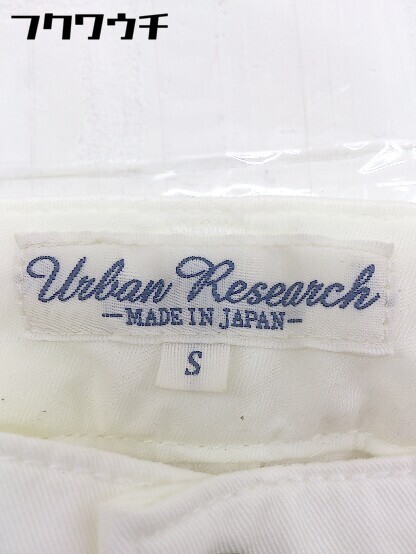 フクワウチ
Urban Research
-MADE IN JAPAN-
S